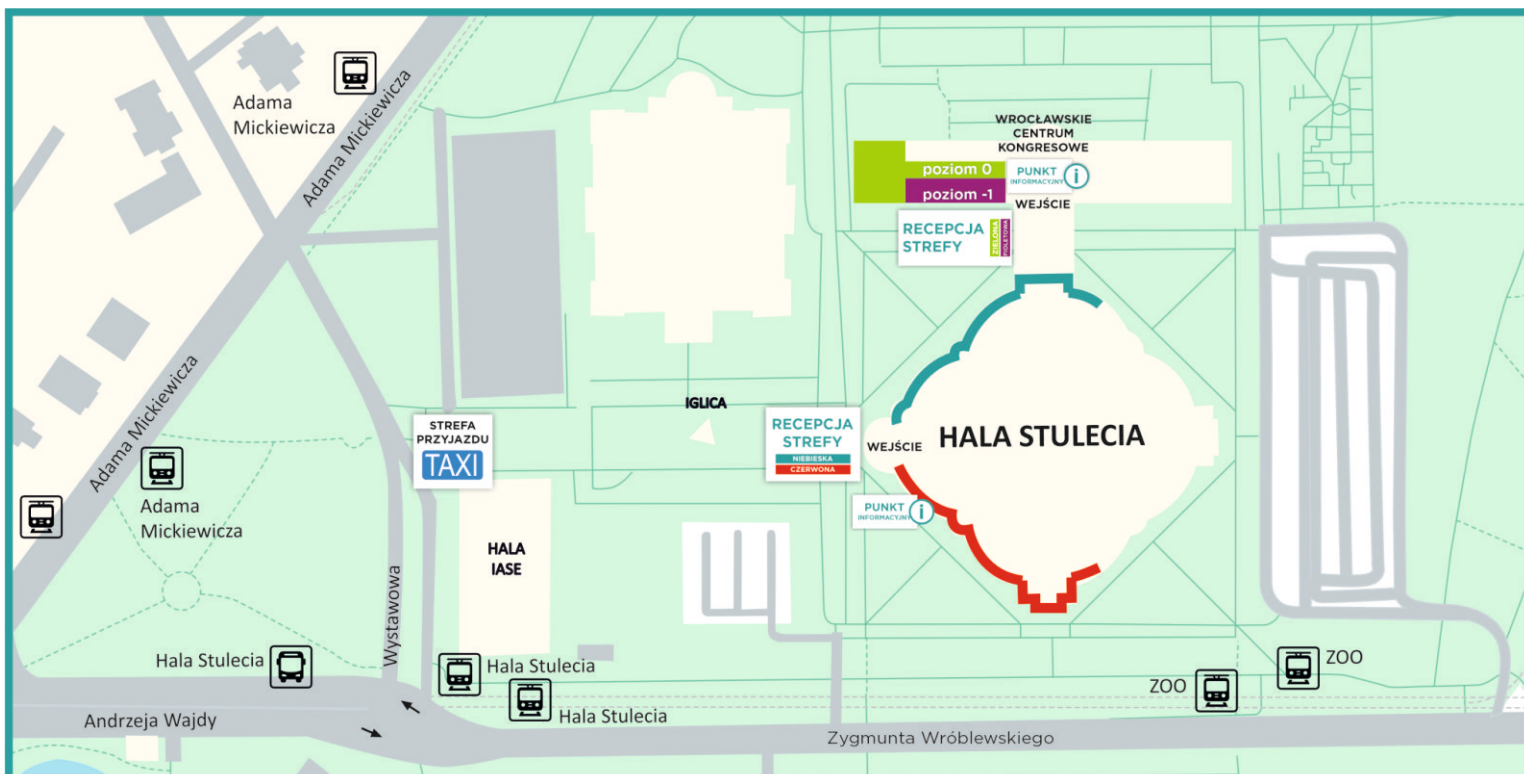 Adama
Mickiewicza
Adama Mickiewicza
WROCŁAWSKIE
CENTRUM
KONGRESOWE
poziom 0
poziom -1
PUNKT
INFORMACYJNY
i
WEJŚCIE
RECEPCJA
STREFY
ZIELONA
FIOLETOWA
Adama Mickiewicza
STREFA
PRZYJAZDU
TAXI
IGLICA
RECEPCJA
STREFY
NIEBIESKA
CZERWONA
WEJŚCIE
HALA STULECIA
PUNKT
INFORMACYJNY
i
Adama
Mickiewicza
HALA
IASE
Wystawowa
Hala Stulecia
Hala Stulecia
Hala Stulecia
ZOO
ZOO
Andrzeja Wajdy
Zygmunta Wróblewskiego